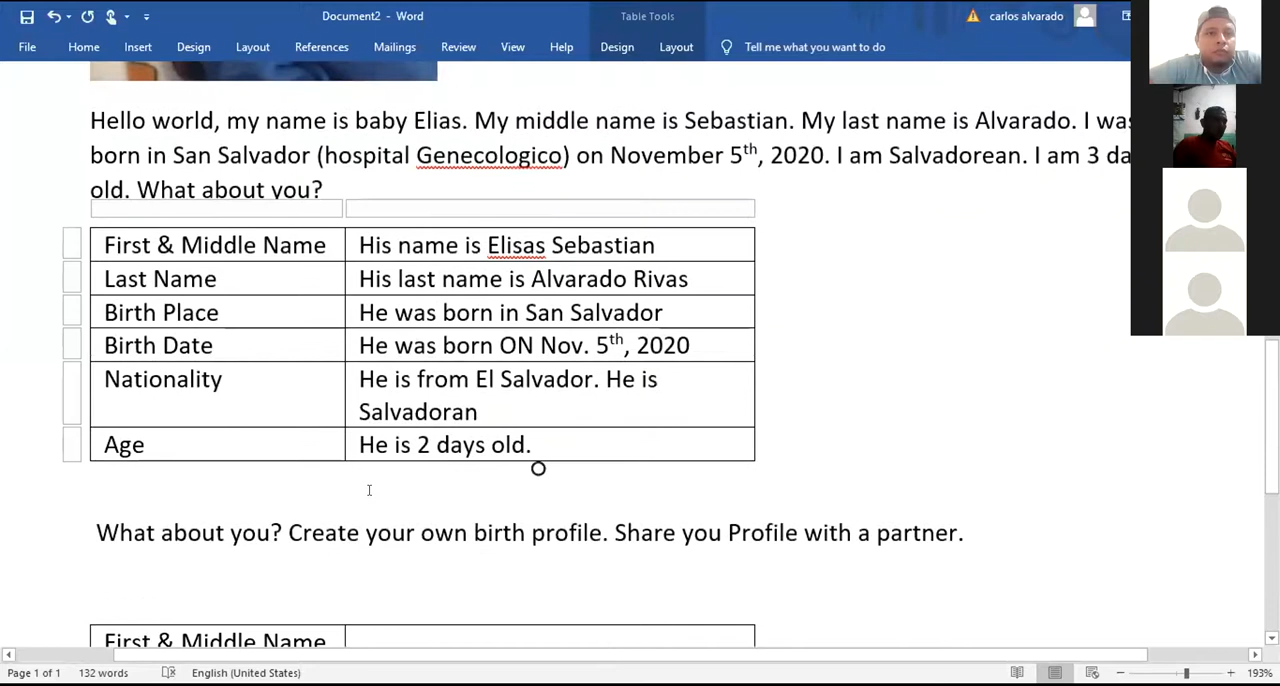 Document2 - Word
Table Tools
carlos alvarado
File Home Insert Design Layout References Mailings Review View Help Design Layout Tell me what you want to do
Hello world, my name is baby Elias. My middle name is Sebastian. My last name is Alvarado. I was
born in San Salvador (hospital Genecologico) on November 5th, 2020. I am Salvadorean. I am 3 da
old. What about you?
First & Middle Name His name is Elisas Sebastian
Last Name His last name is Alvarado Rivas
Birth Place He was born in San Salvador
Birth Date He was born ON Nov. 5th, 2020
Nationality He is from El Salvador. He is
Salvadoran
Age He is 2 days old.
What about you? Create your own birth profile. Share you Profile with a partner.
First & Middle Name
Page 1 of 1 132 words English (United States) 193%